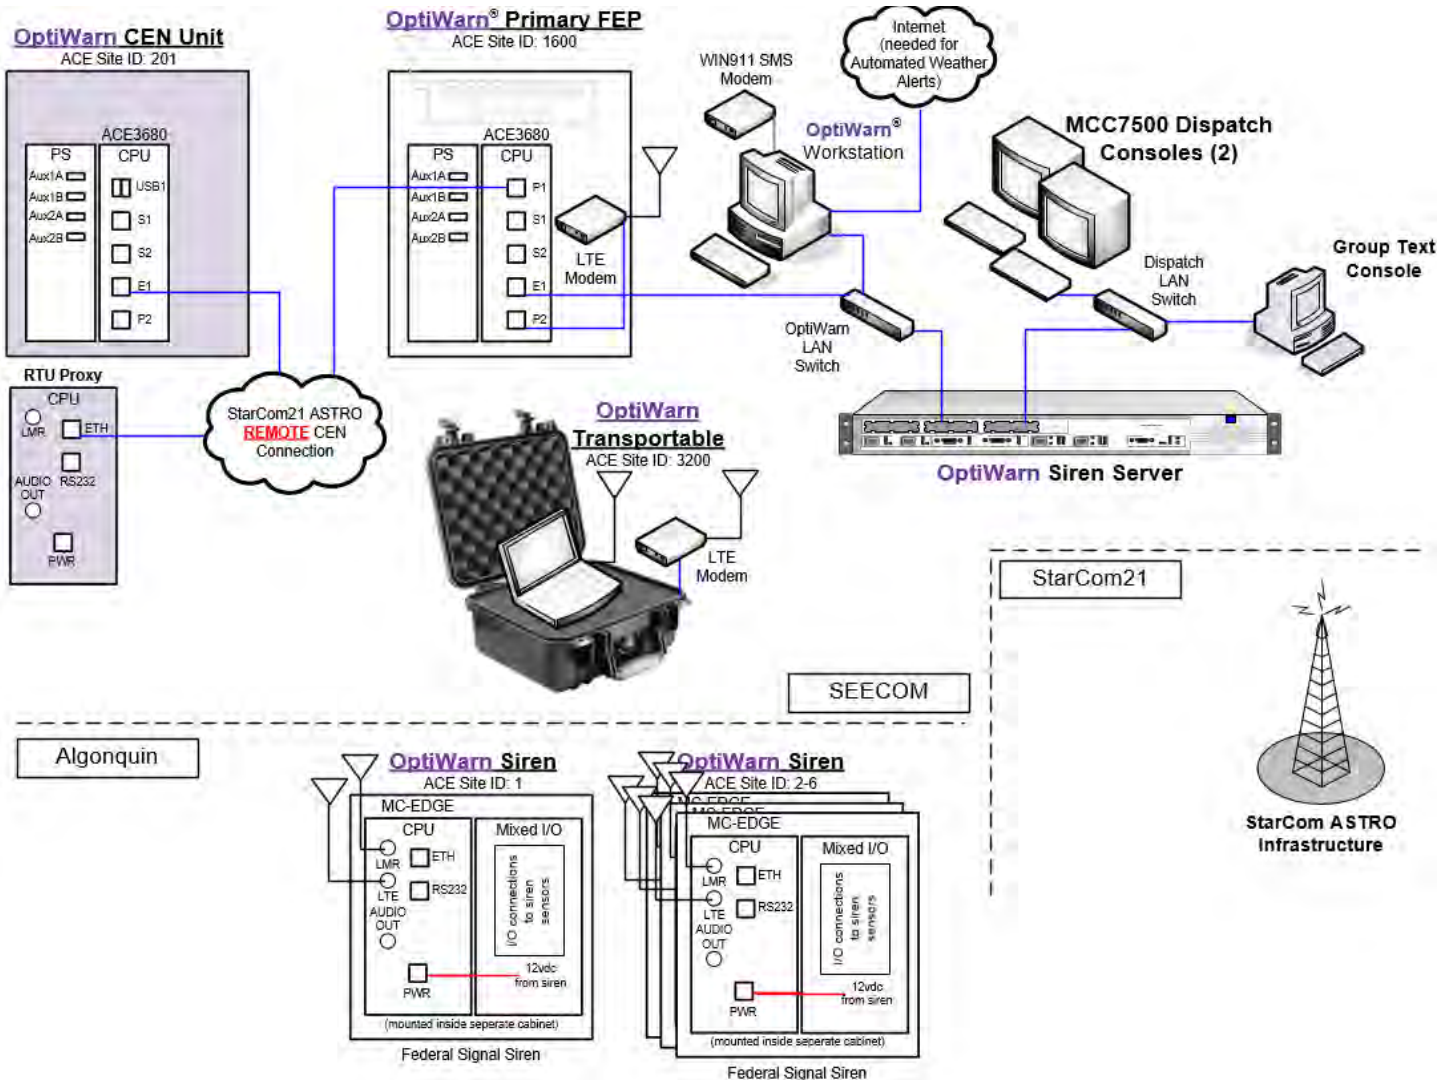 OptiWarn CEN Unit
ACE Site ID: 201
ACE3680
PS
CPU
Aux1A
Aux1B
Aux2A
Aux2B
USB1
S1
S2
E1
P2
RTU Proxy
CPU
LMR
ETH
AUDIO
OUT
RS232
PWR
StarCom21 ASTRO
REMOTE CEN
Connection
OptiWarn® Primary FEP
ACE Site ID: 1600
ACE3680
PS
CPU
Aux1A
Aux1B
Aux2A
Aux2B
P1
S1
S2
E1
P2
LTE
Modem
WIN911 SMS
Modem
OptiWarn®
Workstation
Internet
(needed for
Automated Weather
Alerts)
MCC7500 Dispatch
Consoles (2)
Group Text
Console
Dispatch
LAN
Switch
OptiWarn
LAN
Switch
OptiWarn Siren Server
OptiWarn
Transportable
ACE Site ID: 3200
LTE
Modem
SEECOM
StarCom21
StarCom ASTRO
Infrastructure
Algonquin
OptiWarn Siren
ACE Site ID: 1
MC-EDGE
CPU
Mixed I/O
LMR
ETH
LTE
RS232
AUDIO
OUT
PWR
I/O connections
to siren
sensors
12vdc
from siren
(mounted inside seperate cabinet)
Federal Signal Siren
OptiWarn Siren
ACE Site ID: 2-6
MC-EDGE
MC-EDGE
MC-EDGE
CPU
Mixed I/O
LMR
ETH
LTE
RS232
AUDIO
OUT
PWR
I/O connections
to siren
sensors
12vdc
from siren
(mounted inside seperate cabinet)
Federal Signal Siren